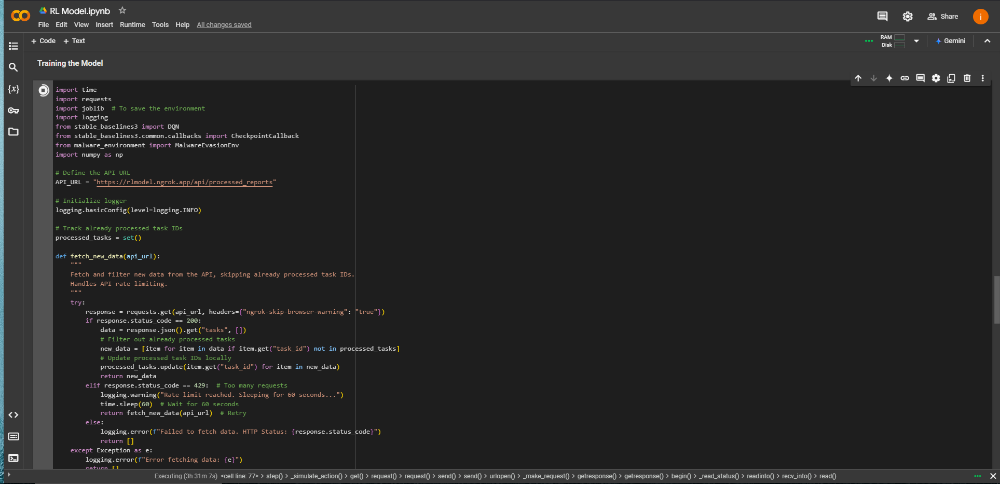 RL Model.ipynb
File Edit View Insert Runtime Tools Help All changes saved
Share
i
+ Code + Text
RAM
Disk
Gemini
Training the Model
import time
import requests
import joblib  # To save the environment
import logging
from stable_baselines3 import DQN
from stable_baselines3.common.callbacks import CheckpointCallback
from malware_environment import MalwareEvasionEnv
import numpy as np
# Define the API URL
API_URL = "https://rlmodel.ngrok.app/api/processed_reports"
# Initialize logger
logging.basicConfig(level=logging.INFO)
# Track already processed task IDs
processed_tasks = set()
def fetch_new_data(api_url):
    """
    Fetch and filter new data from the API, skipping already processed task IDs.
    Handles API rate limiting.
    """
    try:
        response = requests.get(api_url, headers={"ngrok-skip-browser-warning": "true"})
        if response.status_code == 200:
            data = response.json().get("tasks", [])
            # Filter out already processed tasks
            new_data = [item for item in data if item.get("task_id") not in processed_tasks]
            # Update processed task IDs locally
            processed_tasks.update(item.get("task_id") for item in new_data)
            return new_data
        elif response.status_code == 429:  # Too many requests
            logging.warning("Rate limit reached. Sleeping for 60 seconds...")
            time.sleep(60)  # Wait for 60 seconds
            return fetch_new_data(api_url)  # Retry
        else:
            logging.error(f"Failed to fetch data. HTTP Status: {response.status_code}")
            return []
    except Exception as e:
        logging.error(f"Error fetching data: {e}")
        return []
Executing (3h 31m 7s) <cell line: 77> > step() > _simulate_action() > get() > request() > request() > send() > send() > urlopen() > _make_request() > getresponse() > getresponse() > begin() > _read_status() > readinto() > recv_into() > read()